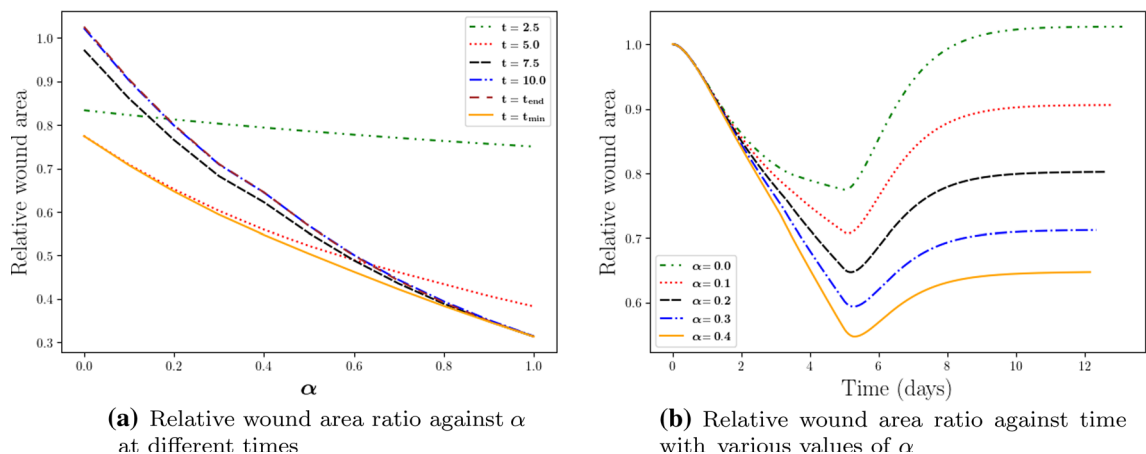 1.0
0.9
0.8
0.7
0.6
0.5
0.4
0.3
Relative wound area
0.0 0.2 0.4 0.6 0.8 1.0
α
t = 2.5
t = 5.0
t = 7.5
t = 10.0
t = t_end
t = t_min
(a) Relative wound area ratio against α
at different times
1.0
0.9
0.8
0.7
0.6
Relative wound area
0 2 4 6 8 10 12
Time (days)
α= 0.0
α= 0.1
α= 0.2
α= 0.3
α= 0.4
(b) Relative wound area ratio against time
with various values of α